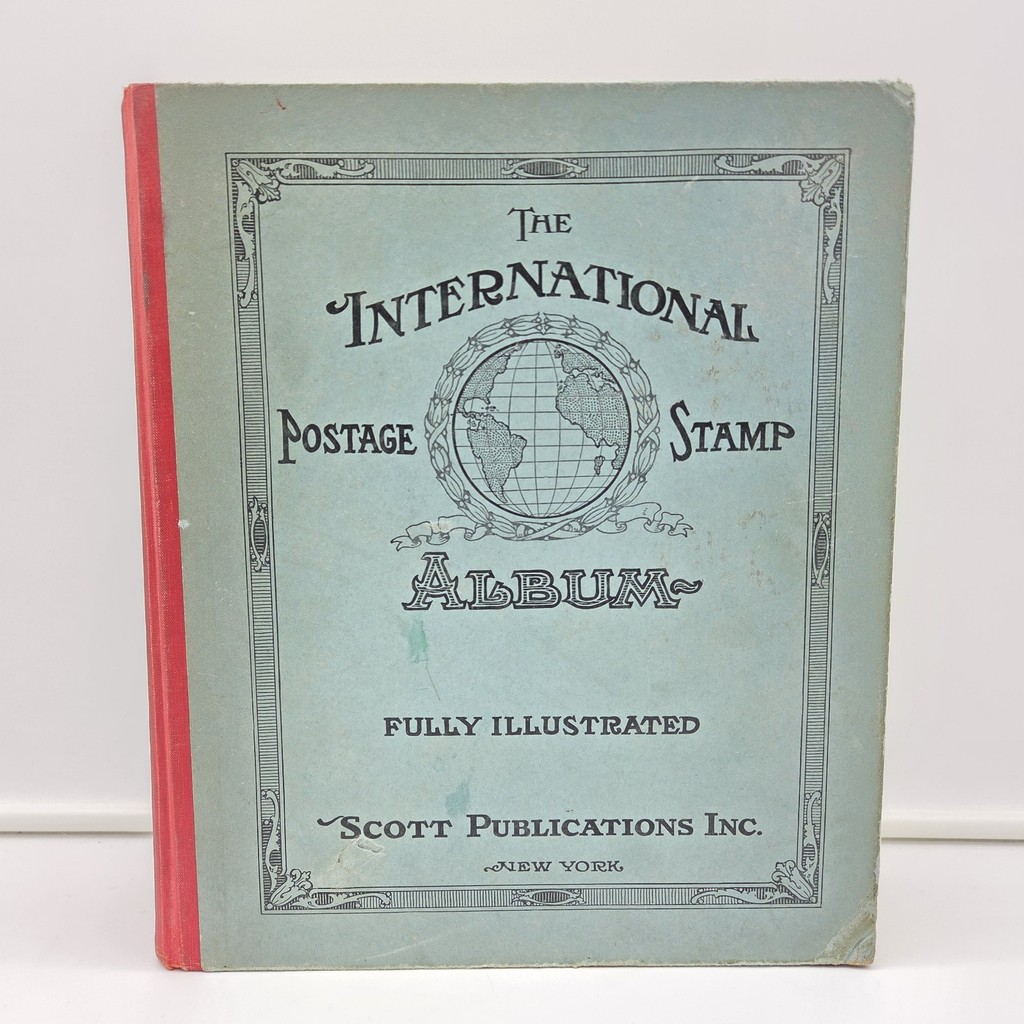 THE
INTERNATIONAL
POSTAGE STAMP
ALBUM
FULLY ILLUSTRATED
SCOTT PUBLICATIONS INC.
NEW YORK